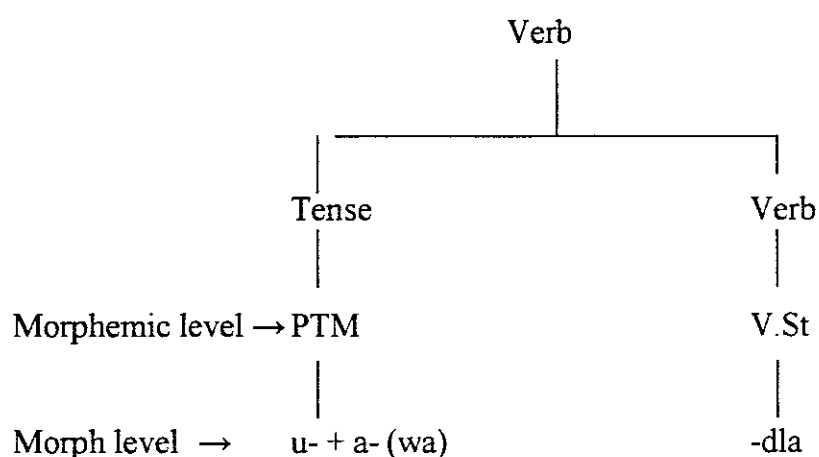 Verb
Tense Verb
Morphemic level → PTM V.St
Morph level → u- + a- (wa) -dla